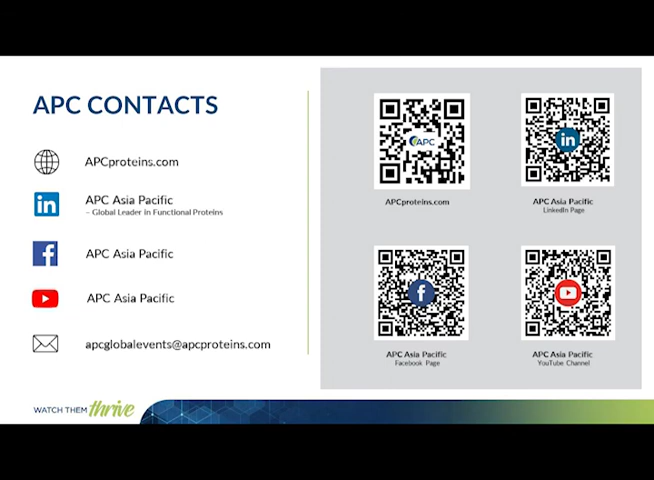 APC CONTACTS
APCproteins.com
APC Asia Pacific
– Global Leader in Functional Proteins
APC Asia Pacific
APC Asia Pacific
apcglobalevents@apcproteins.com
APC
APCproteins.com
in
APC Asia Pacific
LinkedIn Page
f
APC Asia Pacific
Facebook Page
APC Asia Pacific
YouTube Channel
WATCH THEM thrive